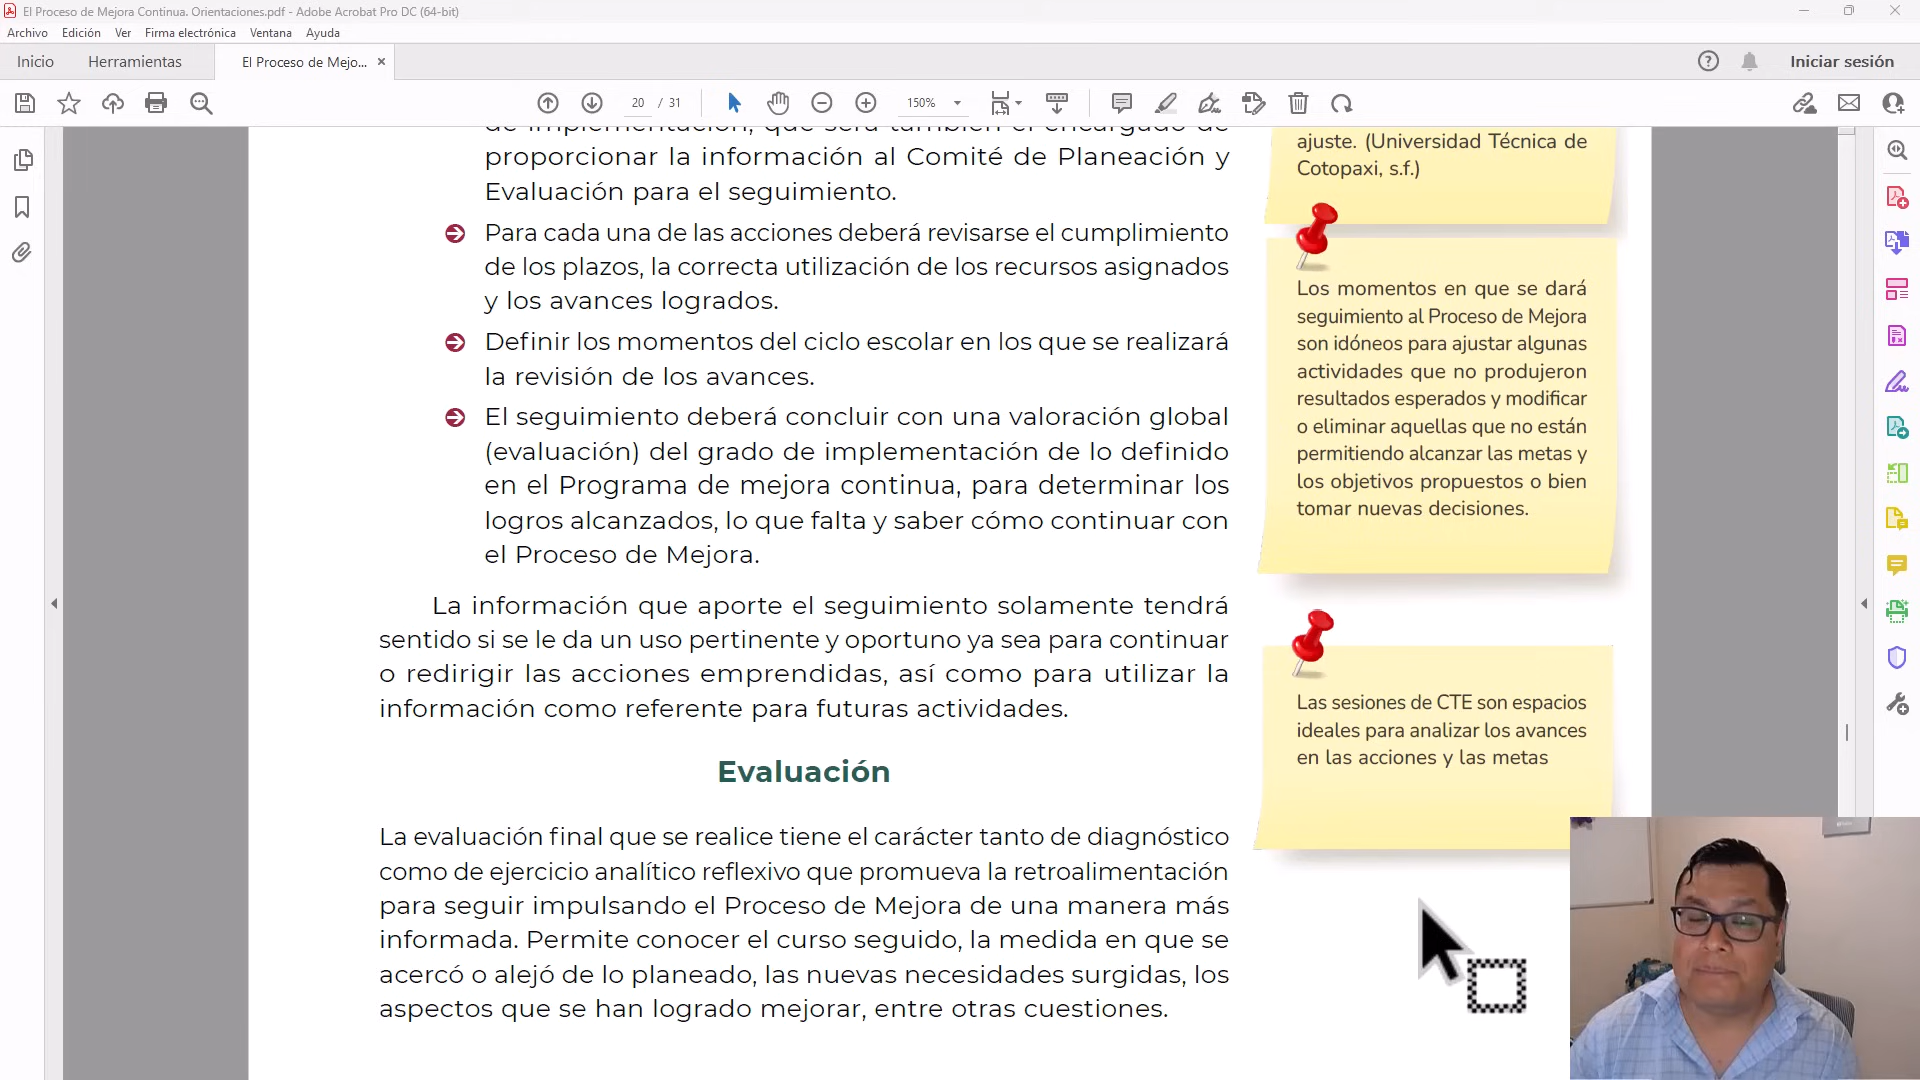 El Proceso de Mejora Continua. Orientaciones.pdf - Adobe Acrobat Pro DC (64-bit)
Archivo Edición Ver Firma electrónica Ventana Ayuda
Inicio Herramientas El Proceso de Mejo... Iniciar sesión
20 / 31 150%
de implementación, que será también el encargado de
proporcionar la información al Comité de Planeación y
Evaluación para el seguimiento.
Para cada una de las acciones deberá revisarse el cumplimiento
de los plazos, la correcta utilización de los recursos asignados
y los avances logrados.
Definir los momentos del ciclo escolar en los que se realizará
la revisión de los avances.
El seguimiento deberá concluir con una valoración global
(evaluación) del grado de implementación de lo definido
en el Programa de mejora continua, para determinar los
logros alcanzados, lo que falta y saber cómo continuar con
el Proceso de Mejora.
La información que aporte el seguimiento solamente tendrá
sentido si se le da un uso pertinente y oportuno ya sea para continuar
o redirigir las acciones emprendidas, así como para utilizar la
información como referente para futuras actividades.
Evaluación
La evaluación final que se realice tiene el carácter tanto de diagnóstico
como de ejercicio analítico reflexivo que promueva la retroalimentación
para seguir impulsando el Proceso de Mejora de una manera más
informada. Permite conocer el curso seguido, la medida en que se
acercó o alejó de lo planeado, las nuevas necesidades surgidas, los
aspectos que se han logrado mejorar, entre otras cuestiones.
ajuste. (Universidad Técnica de
Cotopaxi, s.f.)
Los momentos en que se dará
seguimiento al Proceso de Mejora
son idóneos para ajustar algunas
actividades que no produjeron
resultados esperados y modificar
o eliminar aquellas que no están
permitiendo alcanzar las metas y
los objetivos propuestos o bien
tomar nuevas decisiones.
Las sesiones de CTE son espacios
ideales para analizar los avances
en las acciones y las metas